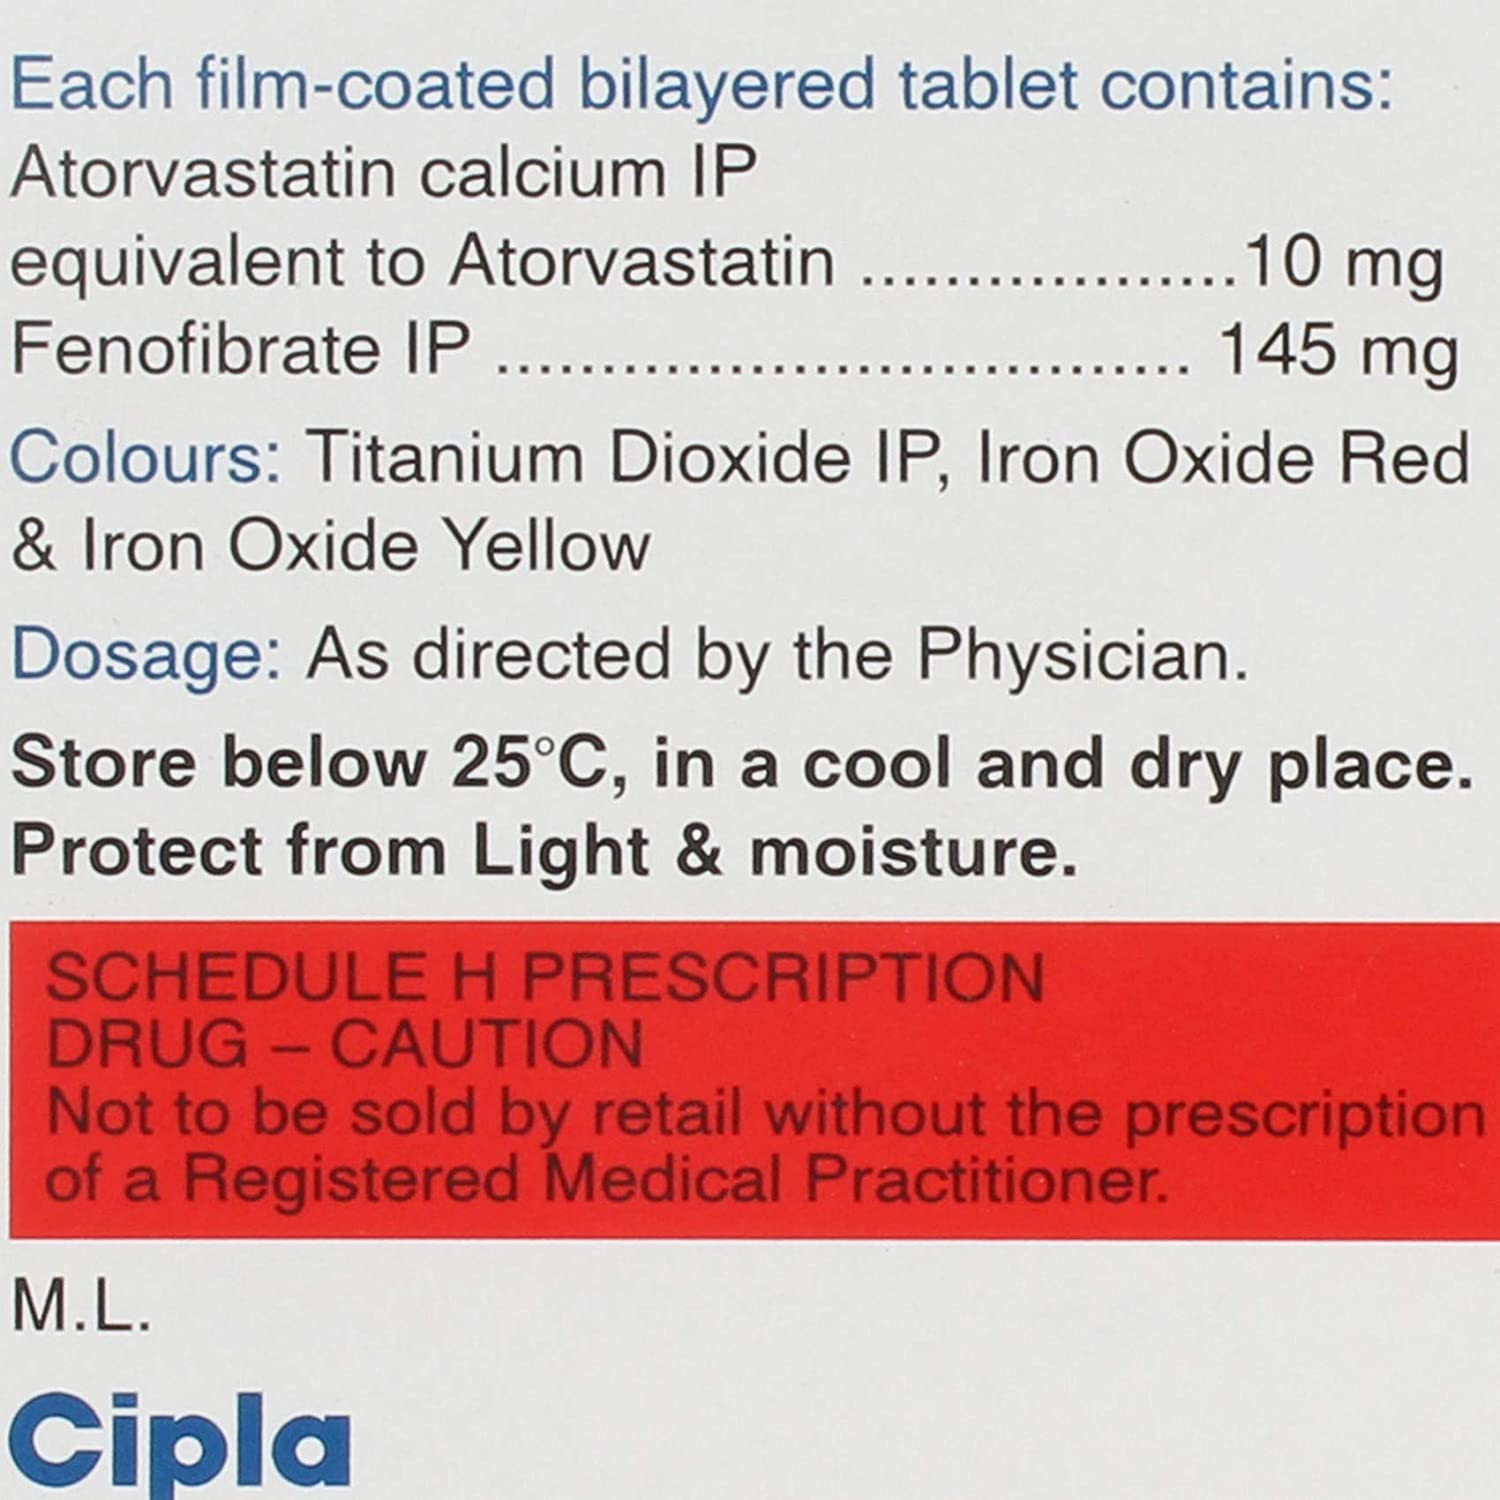 Each film-coated bilayered tablet contains:
Atorvastatin calcium IP
equivalent to Atorvastatin ..................10 mg
Fenofibrate IP ................................. 145 mg
Colours: Titanium Dioxide IP, Iron Oxide Red
& Iron Oxide Yellow
Dosage: As directed by the Physician.
Store below 25°C, in a cool and dry place.
Protect from Light & moisture.
SCHEDULE H PRESCRIPTION
DRUG – CAUTION
Not to be sold by retail without the prescription
of a Registered Medical Practitioner.
M.L.
Cipla